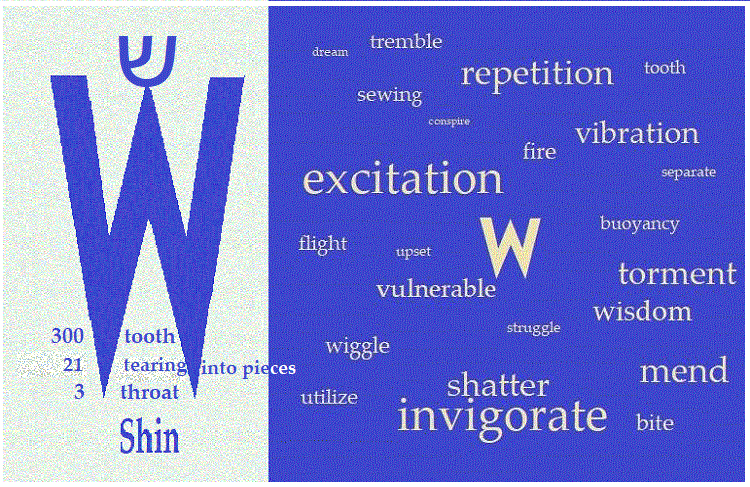 ש
W
300 tooth
21 tearing into pieces
3 throat
Shin
dream
tremble
repetition
tooth
sewing
conspire
vibration
fire
excitation
separate
buoyancy
flight
upset
W
vulnerable
torment
wisdom
struggle
wiggle
mend
shatter
utilize
invigorate
bite